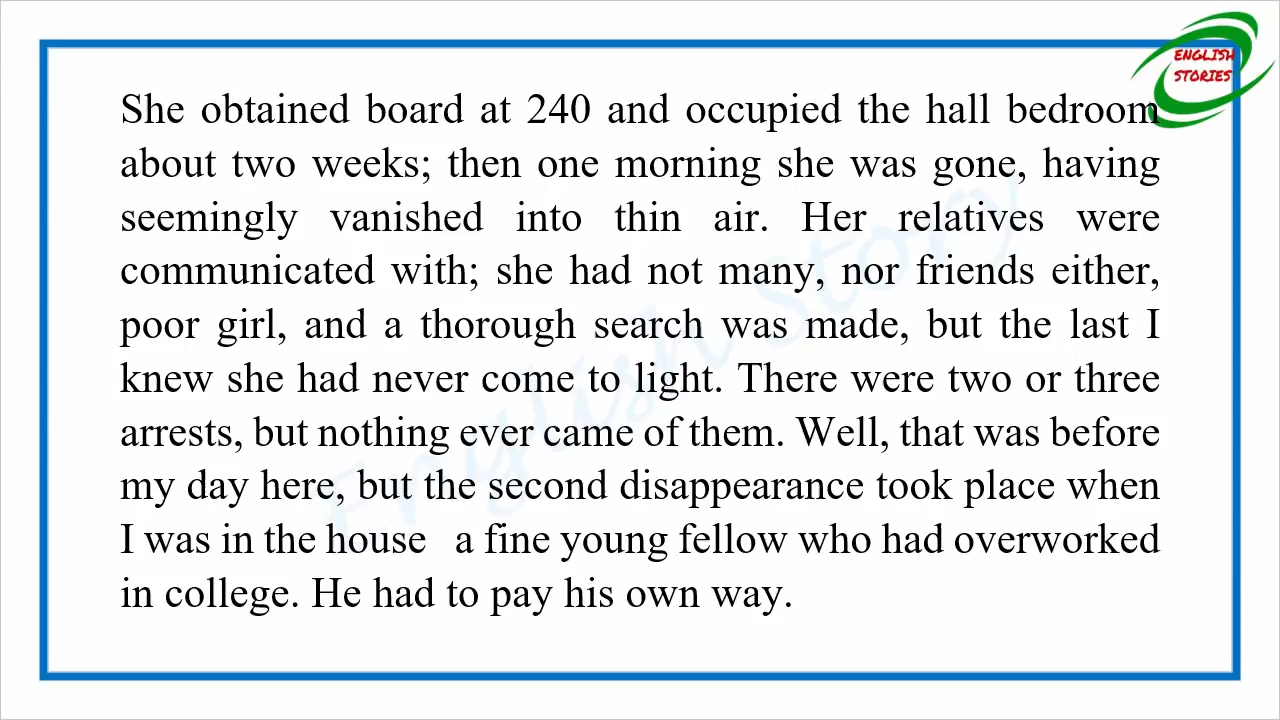 ENGLISH
STORIES
She obtained board at 240 and occupied the hall bedroom
about two weeks; then one morning she was gone, having
seemingly vanished into thin air. Her relatives were
communicated with; she had not many, nor friends either,
poor girl, and a thorough search was made, but the last I
knew she had never come to light. There were two or three
arrests, but nothing ever came of them. Well, that was before
my day here, but the second disappearance took place when
I was in the house a fine young fellow who had overworked
in college. He had to pay his own way.
English Story